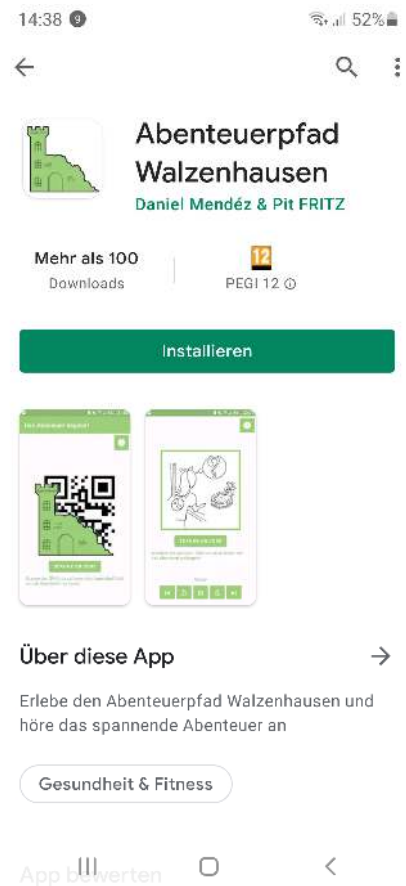 14:38 9 52%
Abenteuerpfad
Walzenhausen
Daniel Mendéz & Pit FRITZ
Mehr als 100
Downloads
12
PEGI 12
Installieren
Über diese App
Erlebe den Abenteuerpfad Walzenhausen und
höre das spannende Abenteuer an
Gesundheit & Fitness
App bewerten